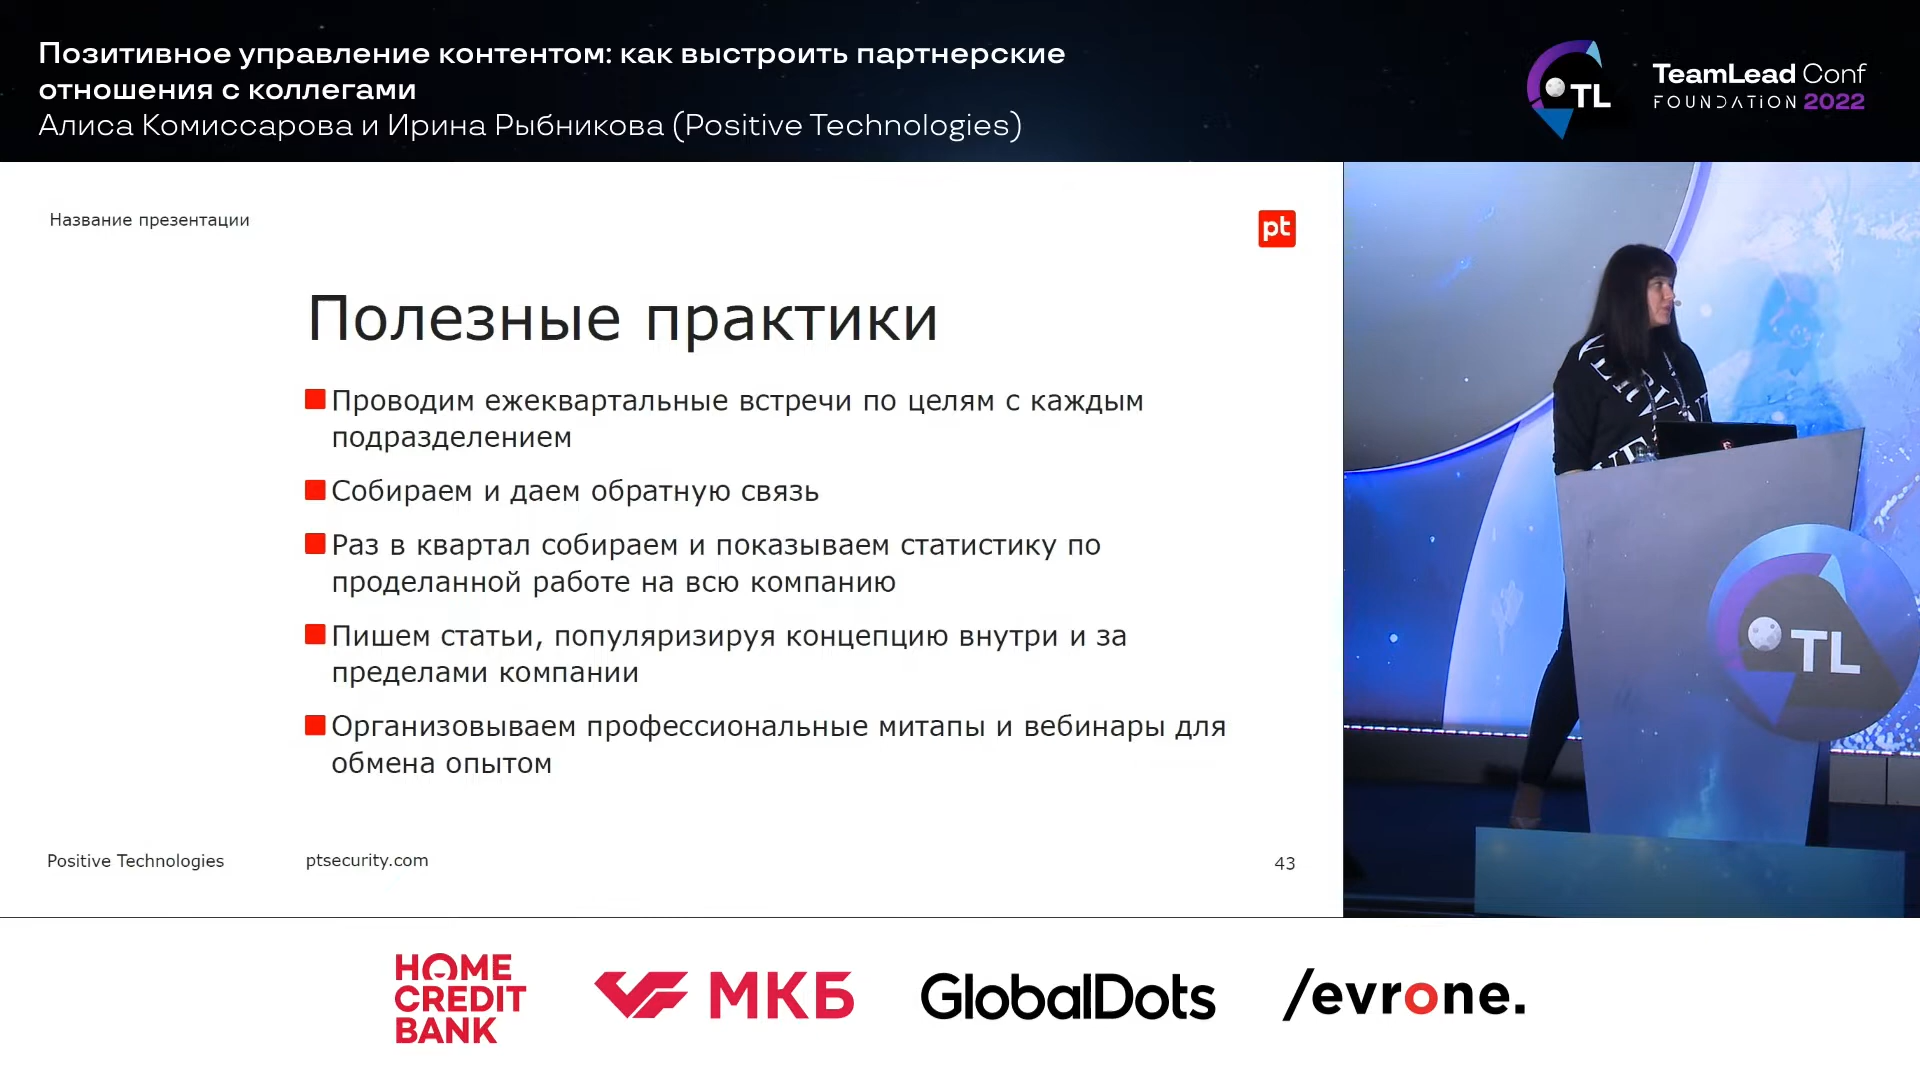 Позитивное управление контентом: как выстроить партнерские
отношения с коллегами
Алиса Комиссарова и Ирина Рыбникова (Positive Technologies)
TL
TeamLead Conf
FOUNDATION 2022
Название презентации
pt
Полезные практики
Проводим ежеквартальные встречи по целям с каждым
подразделением
Собираем и даем обратную связь
Раз в квартал собираем и показываем статистику по
проделанной работе на всю компанию
Пишем статьи, популяризируя концепцию внутри и за
пределами компании
Организовываем профессиональные митапы и вебинары для
обмена опытом
Positive Technologies
ptsecurity.com
43
TL
HOME
CREDIT
BANK
МКБ
GlobalDots
/evrone.